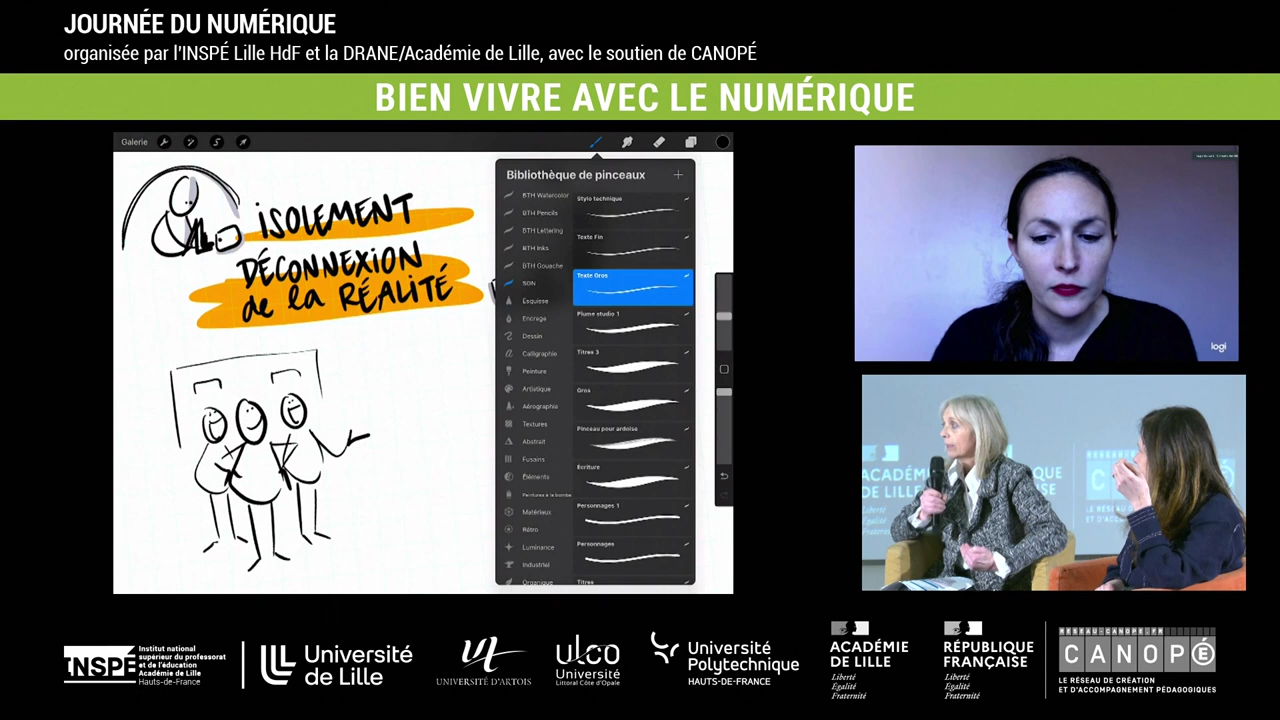 JOURNÉE DU NUMÉRIQUE
organisée par l'INSPÉ Lille HdF et la DRANE/Académie de Lille, avec le soutien de CANOPÉ
BIEN VIVRE AVEC LE NUMÉRIQUE
Galerie
ISOLEMENT
DÉCONNEXION
de la RÉALITÉ
Bibliothèque de pinceaux
BTH Watercolor
BTH Pencils
BTH Lettering
BTH Inks
BTH Gouache
SON
Esquisse
Encrage
Dessin
Calligraphie
Peinture
Artistique
Aérographie
Textures
Abstrait
Fusains
Éléments
Peintures à la bombe
Matériaux
Rétro
Luminance
Industriel
Organique
Stylo technique
Texte Fin
Texte Gros
Plume studio 1
Titres 3
Gros
Pinceau pour ardoise
Écriture
Personnages 1
Personnages
Titres
logi
ACADÉMIE
DE LILLE
Liberté
Égalité
Fraternité
INSPÉ
Institut national
supérieur du professorat
et de l'éducation
Académie de Lille
Hauts-de-France
Université
de Lille
UNIVERSITÉ D'ARTOIS
ULCO
Université
Littoral Côte d'Opale
Université
Polytechnique
HAUTS-DE-FRANCE
ACADÉMIE
DE LILLE
Liberté
Égalité
Fraternité
RÉPUBLIQUE
FRANÇAISE
Liberté
Égalité
Fraternité
RESEAU-CANOPE.FR
CANOPÉ
LE RÉSEAU DE CRÉATION
ET D'ACCOMPAGNEMENT PÉDAGOGIQUES